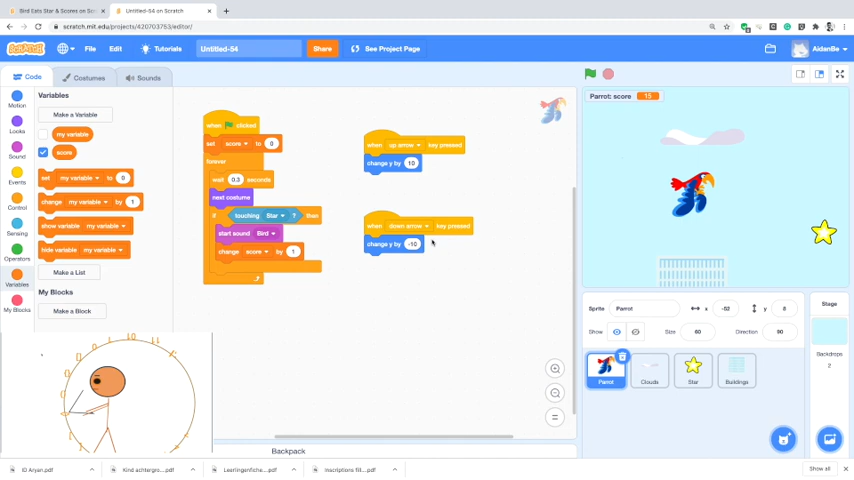 Bird Eats Star & Scores on Scr
Untitled-54 on Scratch
scratch.mit.edu/projects/420703753/editor/
SCRATCH
File
Edit
Tutorials
Untitled-54
Share
See Project Page
AidanBe
Code
Costumes
Sounds
Motion
Looks
Sound
Events
Control
Sensing
Operators
Variables
My Blocks
Variables
Make a Variable
my variable
score
set my variable to 0
change my variable by 1
show variable my variable
hide variable my variable
Make a List
My Blocks
Make a Block
when clicked
set score to 0
forever
wait 0.3 seconds
next costume
if touching Star ? then
start sound Bird
change score by 1
when up arrow key pressed
change y by 10
when down arrow key pressed
change y by -10
Parrot: score 15
Sprite Parrot x -52 y 8
Show Size 60 Direction 90
Parrot
Clouds
Star
Buildings
Stage
Backdrops
2
Backpack
ID Aryan.pdf
Kind achtergro....pdf
Leerlingenfiche....pdf
Inscriptions filt....pdf
Show all